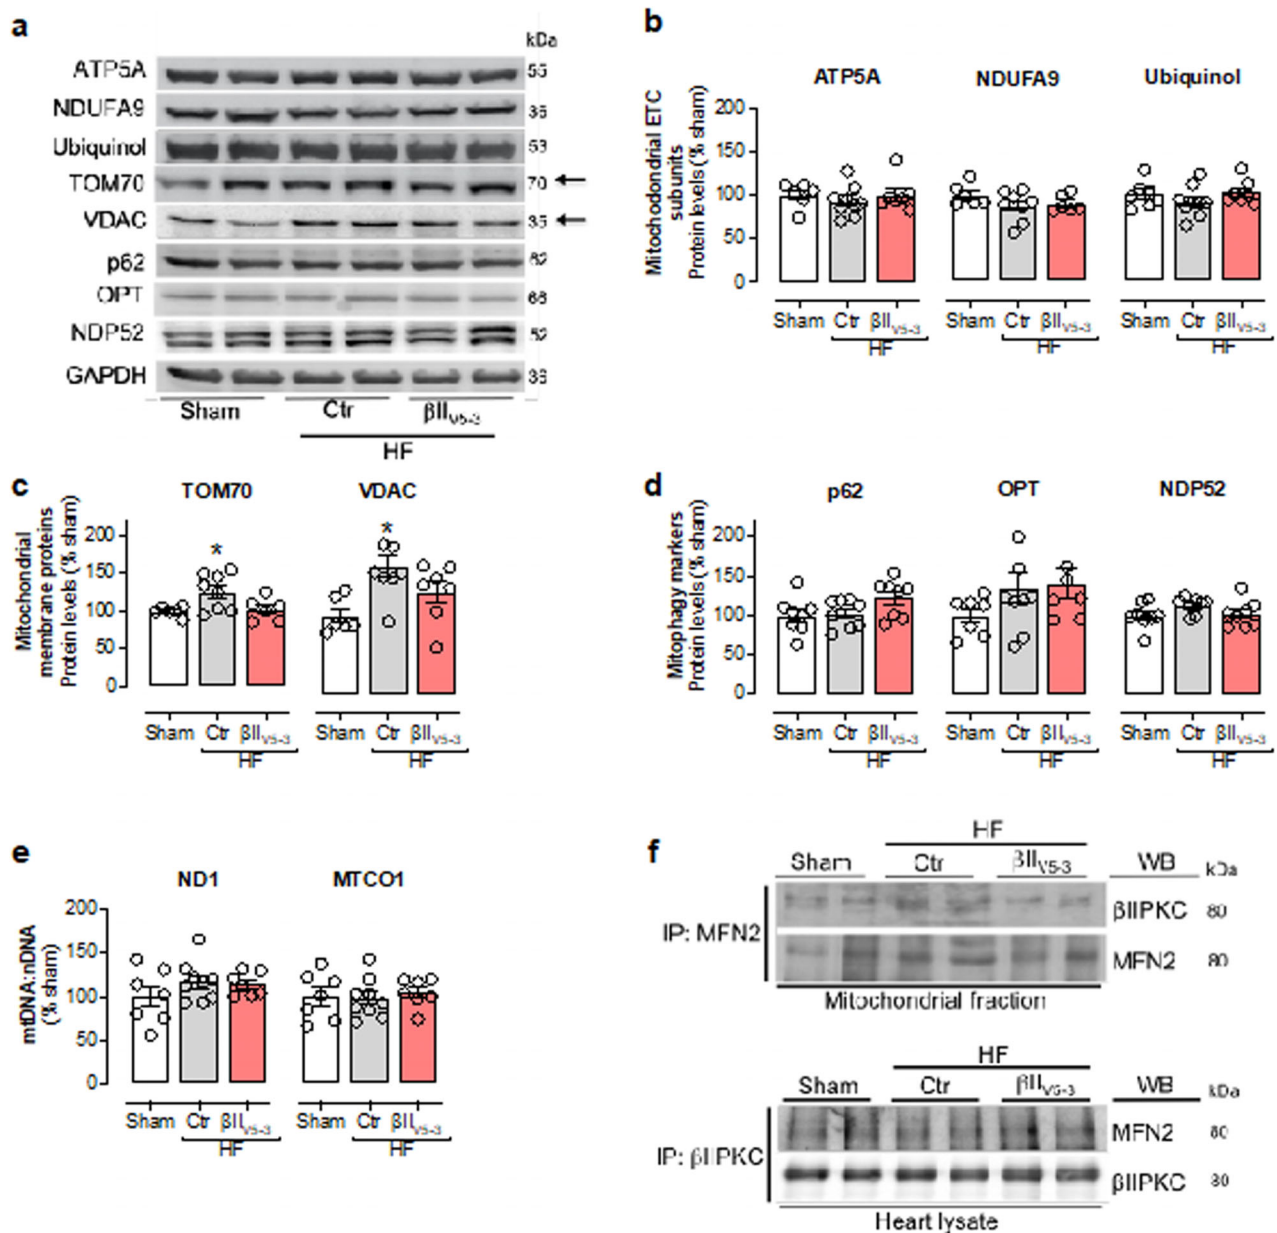 a
kDa
ATP5A 55
NDUFA9 35
Ubiquinol 53
TOM70 70
VDAC 35
p62 62
OPT 68
NDP52 52
GAPDH 38
Sham Ctr βIIV5-3
HF
b
ATP5A NDUFA9 Ubiquinol
Mitochodondrial ETC
subunits
Protein levels (% sham)
200
150
100
50
0
Sham Ctr βIIV5-3 Sham Ctr βIIV5-3 Sham Ctr βIIV5-3
HF HF HF
c
TOM70 VDAC
Mitochondrial
membrane proteins
Protein levels (% sham)
200
150
100
50
0
* *
Sham Ctr βIIV5-3 Sham Ctr βIIV5-3
HF HF
d
p62 OPT NDP52
Mitophagy markers
Protein levels (% sham)
200
150
100
50
0
Sham Ctr βIIV5-3 Sham Ctr βIIV5-3 Sham Ctr βIIV5-3
HF HF HF
e
ND1 MTCO1
mtDNA:nDNA
(% sham)
200
150
100
50
0
Sham Ctr βIIV5-3 Sham Ctr βIIV5-3
HF HF
f
HF
Sham Ctr βIIV5-3 WB kDa
IP: MFN2
βIIPKC 80
MFN2 80
Mitochondrial fraction
HF
Sham Ctr βIIV5-3 WB kDa
IP: βIIPKC
MFN2 80
βIIPKC 80
Heart lysate